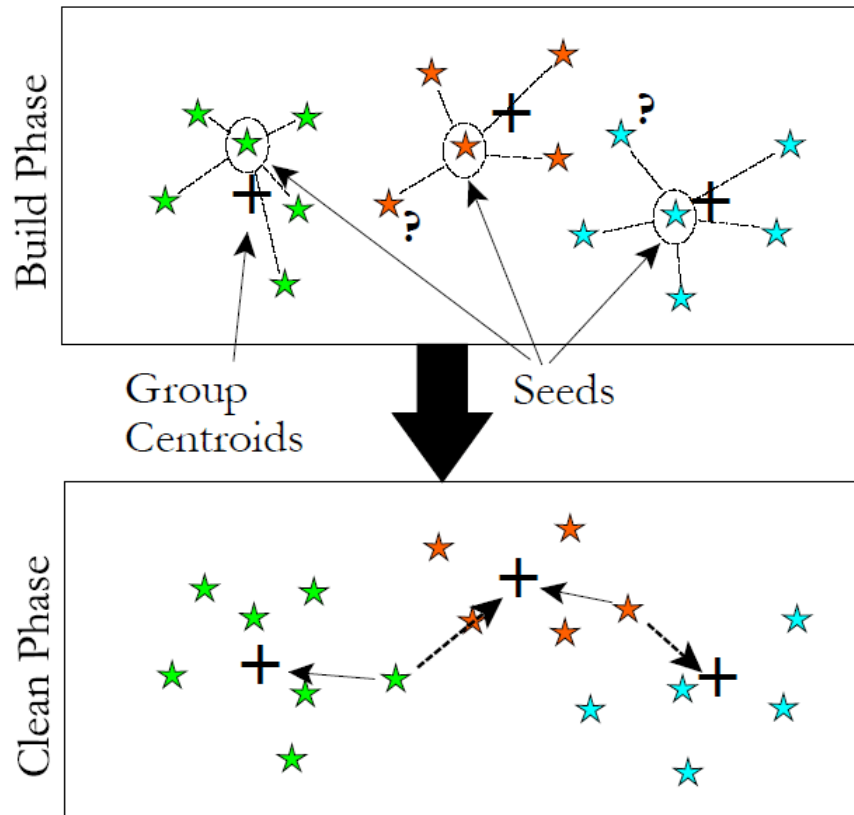 Build Phase
?
?
Group
Centroids
Seeds
Clean Phase